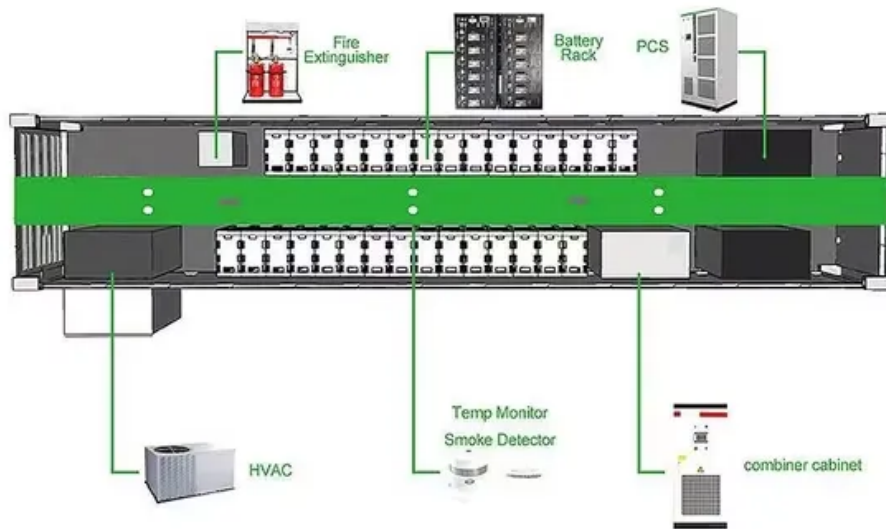 Fire
Extinguisher
Battery
Rack
PCS
HVAC
Temp Monitor
Smoke Detector
combiner cabinet